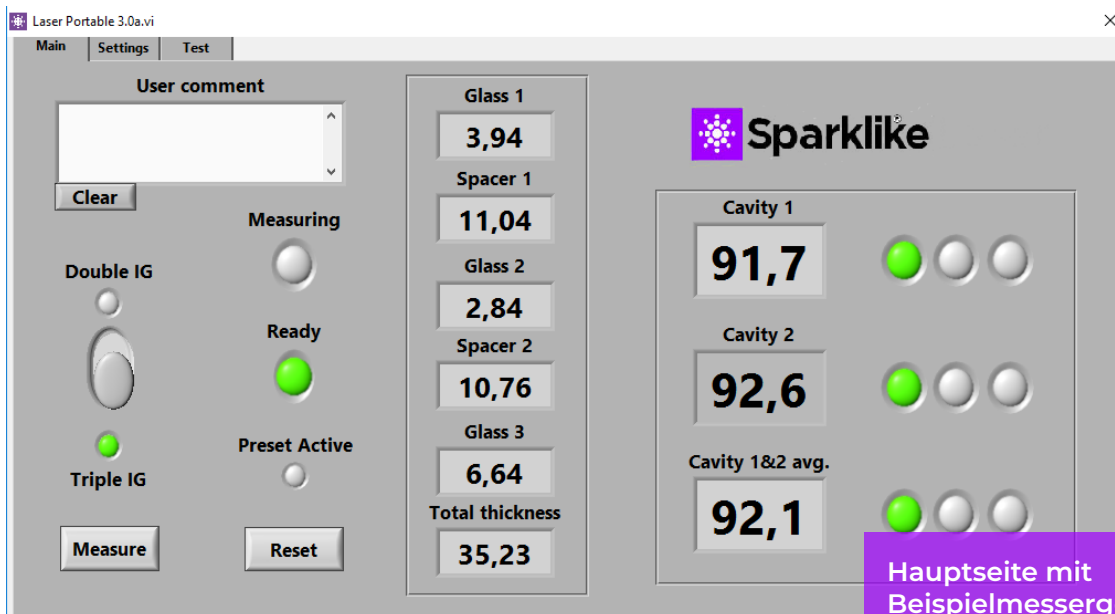 Laser Portable 3.0a.vi
Main
Settings
Test
User comment
Clear
Measuring
Double IG
Ready
Triple IG
Preset Active
Measure
Reset
Glass 1
3,94
Spacer 1
11,04
Glass 2
2,84
Spacer 2
10,76
Glass 3
6,64
Total thickness
35,23
Sparklike
Cavity 1
91,7
Cavity 2
92,6
Cavity 1&2 avg.
92,1
Hauptseite mit